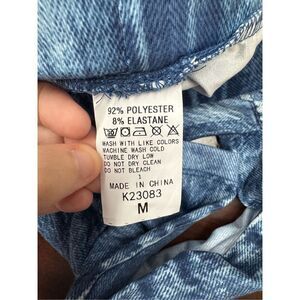 92% POLYESTER
8% ELASTANE
WASH WITH LIKE COLORS
MACHINE WASH COLD
TUMBLE DRY LOW
DO NOT DRY CLEAN
DO NOT BLEACH
1
MADE IN CHINA
K23083
M